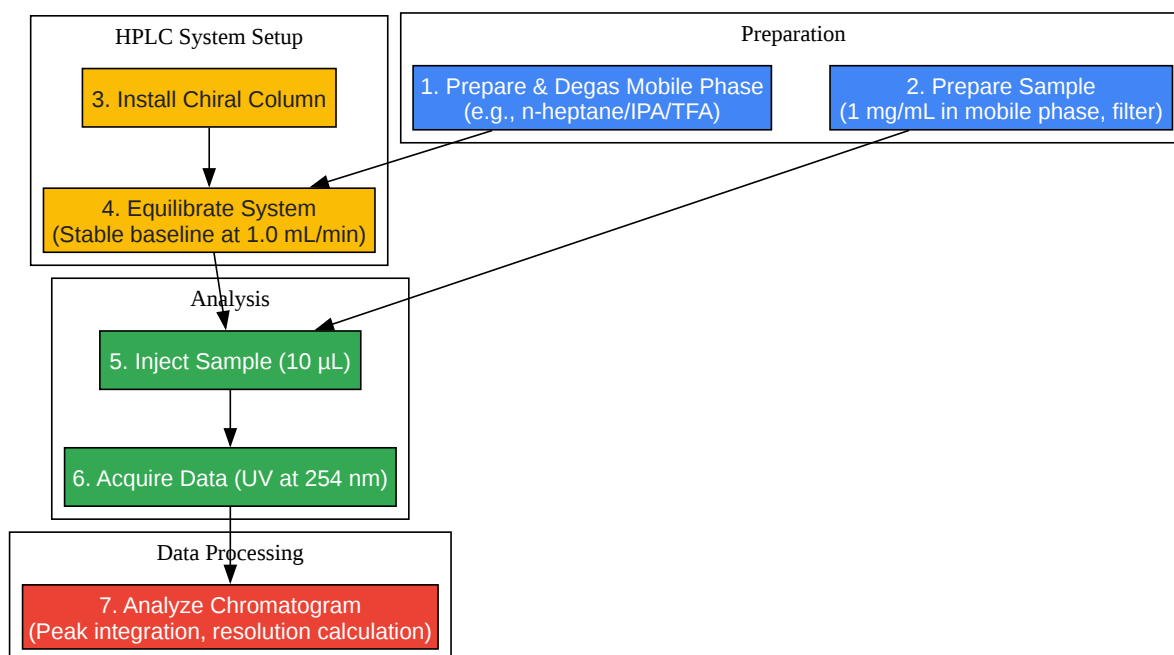 HPLC System Setup
3. Install Chiral Column
4. Equilibrate System
(Stable baseline at 1.0 mL/min)
Preparation
1. Prepare & Degas Mobile Phase
(e.g., n-heptane/IPA/TFA)
2. Prepare Sample
(1 mg/mL in mobile phase, filter)
Analysis
5. Inject Sample (10 µL)
6. Acquire Data (UV at 254 nm)
Data Processing
7. Analyze Chromatogram
(Peak integration, resolution calculation)